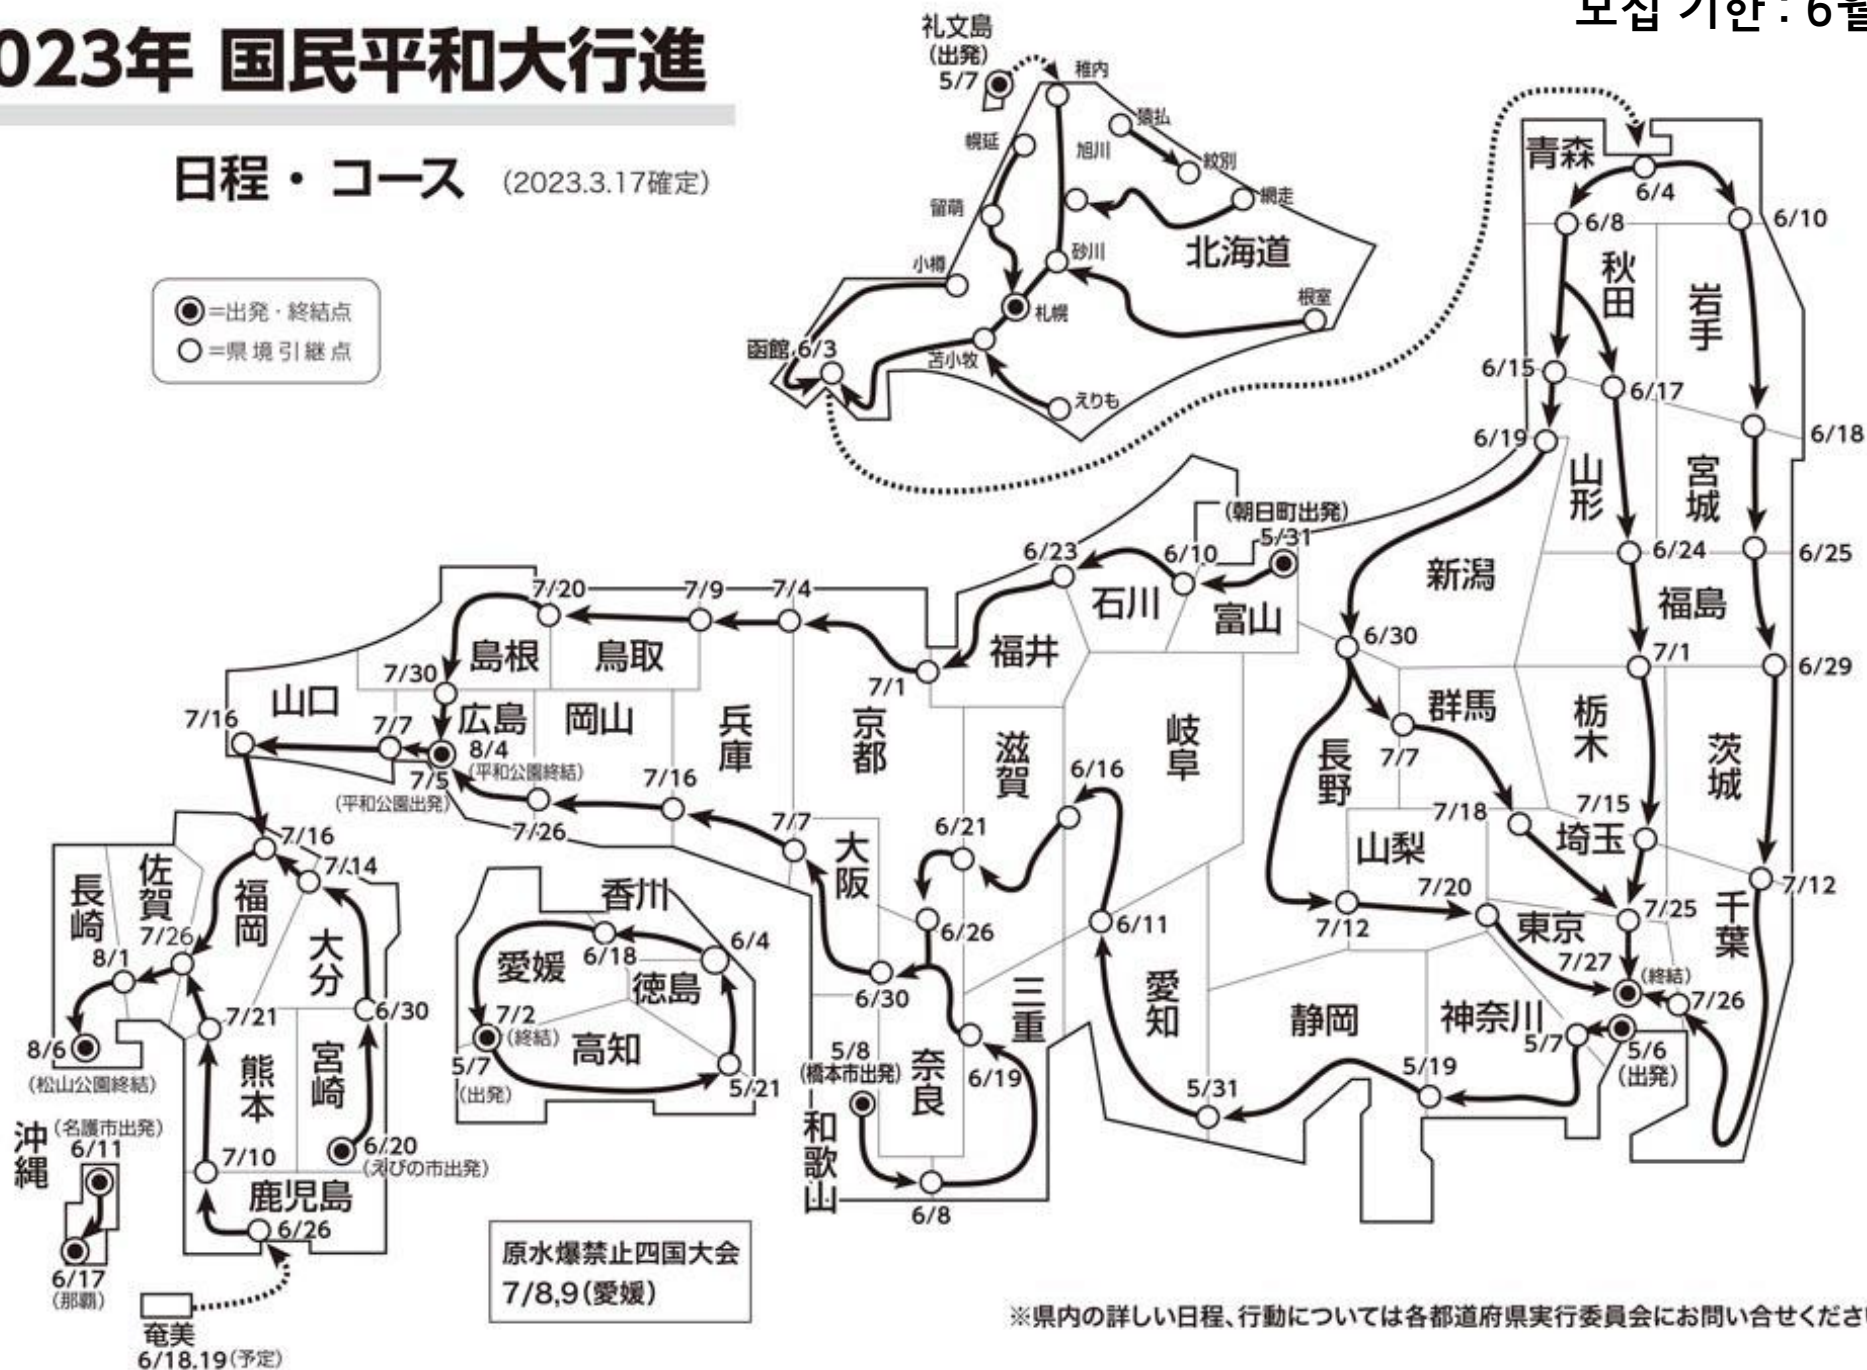 023年 国民平和大行進
日程・コース (2023.3.17確定)
모집 기한 : 6월
◉=出発・終結点
○=県境引継点
礼文島
(出発)
5/7
稚内
猿払
幌延
旭川
紋別
網走
留萌
北海道
小樽
砂川
根室
札幌
函館 6/3
苫小牧
えりも
青森
6/4
6/8
6/10
秋田
岩手
6/15
6/17
6/18
6/19
山形
宮城
6/24
6/25
新潟
福島
6/30
7/1
6/29
(朝日町出発)
5/31
6/10
6/23
富山
石川
福井
7/1
7/4
7/9
7/20
鳥取
島根
7/30
山口
7/16
7/7
広島
8/4
(平和公園終結)
7/5
(平和公園出発)
岡山
7/26
7/16
兵庫
7/7
京都
大阪
滋賀
6/16
6/21
6/26
6/30
岐阜
群馬
7/7
長野
栃木
茨城
7/18
7/15
埼玉
山梨
7/12
7/20
東京
7/25
7/12
千葉
7/27
(終結)
7/26
神奈川
5/7
5/6
(出発)
5/19
静岡
5/31
愛知
6/11
三重
6/19
奈良
5/8
(橋本市出発)
和歌山
6/8
香川
6/4
6/18
愛媛
徳島
7/2
(終結)
5/7
(出発)
高知
5/21
7/16
7/14
佐賀
長崎
福岡
7/26
8/1
大分
8/6
(松山公園終結)
7/21
6/30
熊本
宮崎
6/20
(えびの市出発)
7/10
鹿児島
6/26
沖縄
(名護市出発)
6/11
6/17
(那覇)
奄美
6/18.19(予定)
原水爆禁止四国大会
7/8,9(愛媛)
※県内の詳しい日程、行動については各都道府県実行委員会にお問い合せくださ